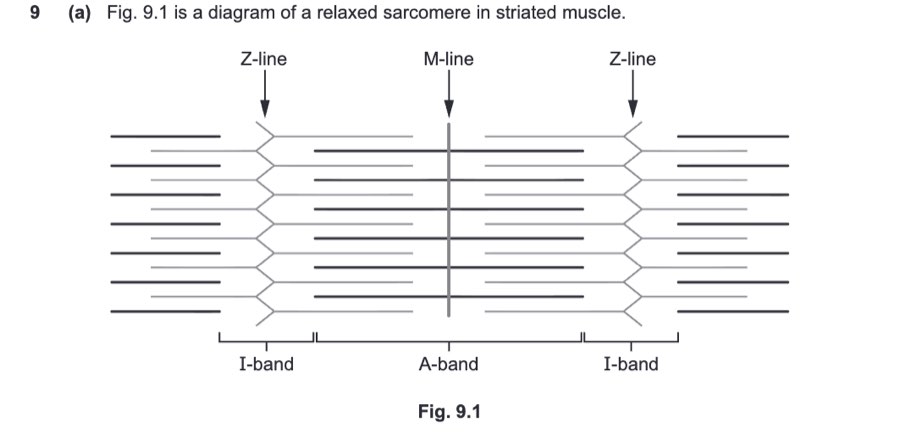 9 (a) Fig. 9.1 is a diagram of a relaxed sarcomere in striated muscle.
Z-line M-line Z-line
I-band A-band I-band
Fig. 9.1